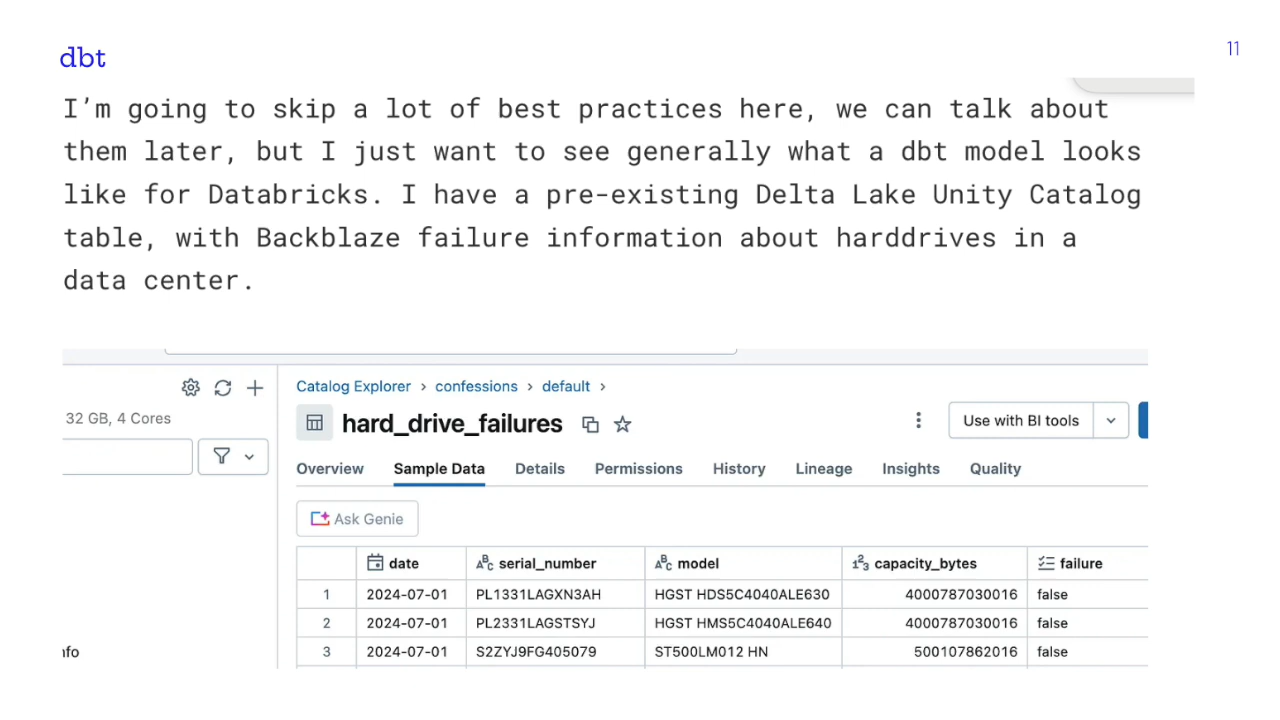 dbt
11
I’m going to skip a lot of best practices here, we can talk about
them later, but I just want to see generally what a dbt model looks
like for Databricks. I have a pre-existing Delta Lake Unity Catalog
table, with Backblaze failure information about harddrives in a
data center.
Catalog Explorer > confessions > default >
32 GB, 4 Cores
hard_drive_failures
Use with BI tools
Overview Sample Data Details Permissions History Lineage Insights Quality
Ask Genie
date serial_number model capacity_bytes failure
1 2024-07-01 PL1331LAGXN3AH HGST HDS5C4040ALE630 4000787030016 false
2 2024-07-01 PL2331LAGSTSYJ HGST HMS5C4040ALE640 4000787030016 false
3 2024-07-01 S2ZYJ9FG405079 ST500LM012 HN 500107862016 false